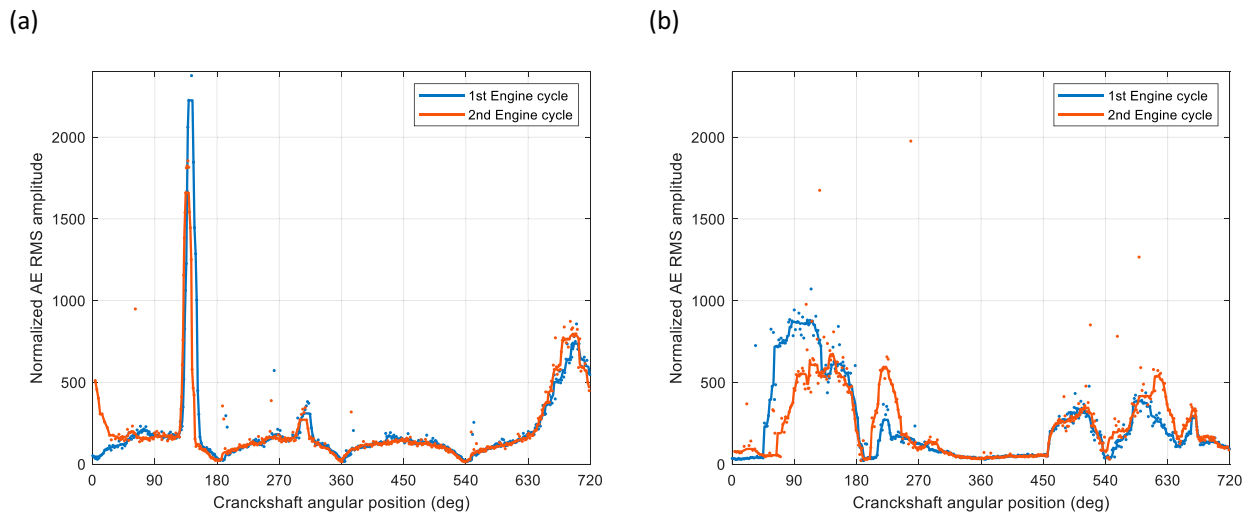 (a)
(b)
1st Engine cycle
2nd Engine cycle
2000
1500
1000
500
0
0 90 180 270 360 450 540 630 720
Normalized AE RMS amplitude
Cranckshaft angular position (deg)
1st Engine cycle
2nd Engine cycle
2000
1500
1000
500
0
0 90 180 270 360 450 540 630 720
Normalized AE RMS amplitude
Cranckshaft angular position (deg)